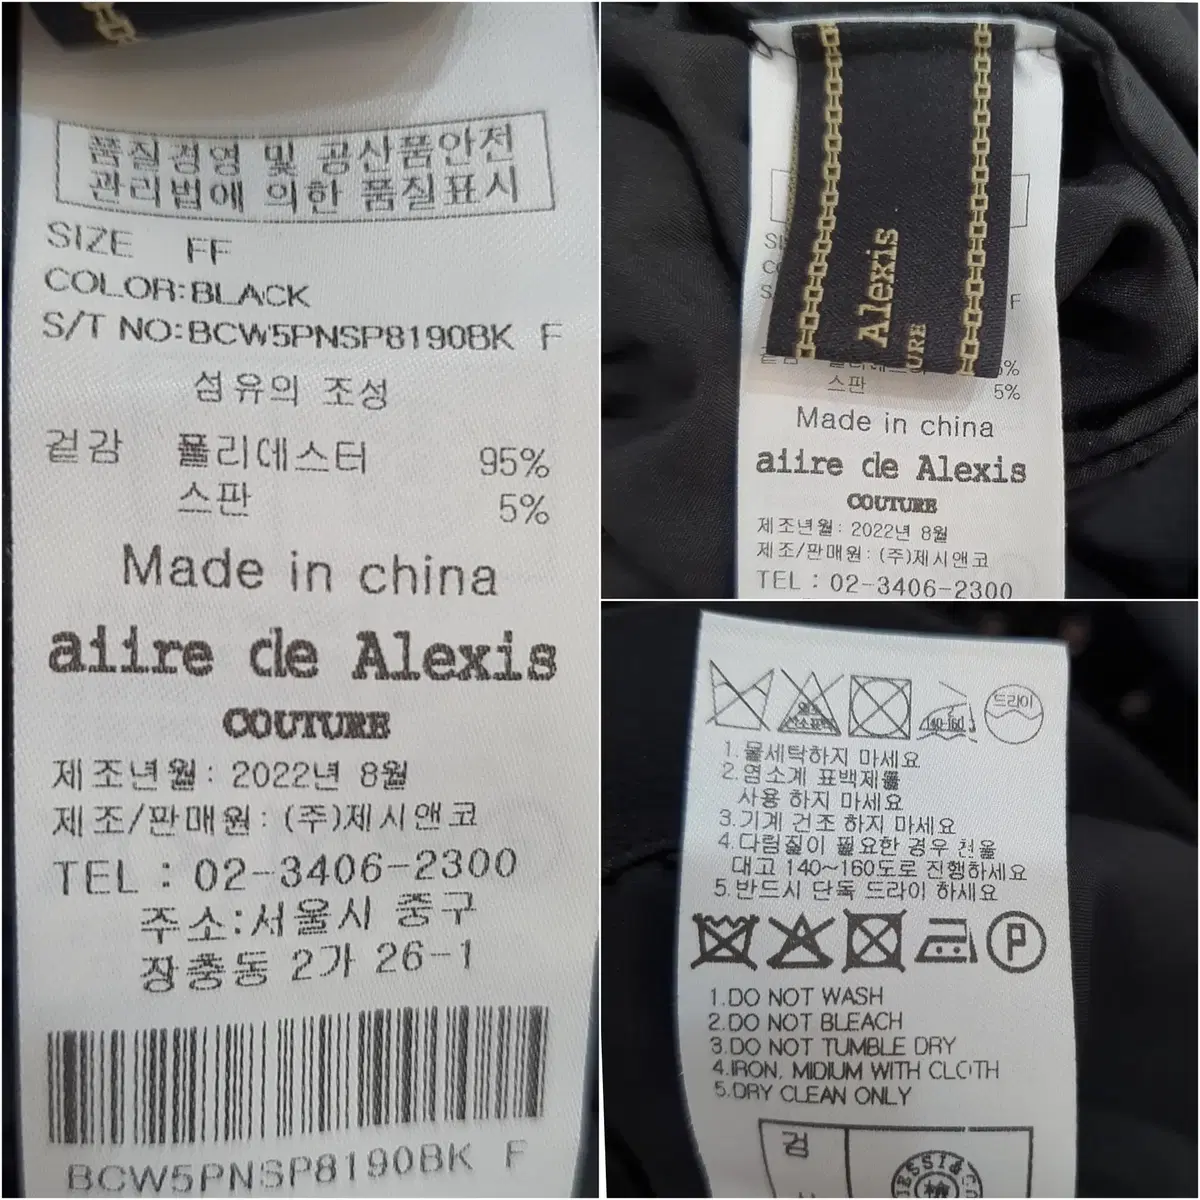 품질경영 및 공산품안전
관리법에 의한 품질표시
SIZE FF
COLOR:BLACK
S/T NO:BCW5PNSP8190BK F
섬유의 조성
겉감 폴리에스터 95%
스판 5%
Made in china
aiire de Alexis
COUTURE
제조년월: 2022년 8월
제조/판매원: (주)제시앤코
TEL : 02-3406-2300
주소:서울시 중구
장충동 2가 26-1
BCW5PNSP8190BK F
Alexis
URE
스판 5%
Made in china
aiire de Alexis
COUTURE
제조년월: 2022년 8월
제조/판매원: (주)제시앤코
TEL : 02-3406-2300
140~160
드라이
1.물세탁하지 마세요
2.염소계 표백제를
사용 하지 마세요
3.기계 건조 하지 마세요
4.다림질이 필요한 경우 천을
대고 140~160도로 진행하세요
5.반드시 단독 드라이 하세요
P
1.DO NOT WASH
2.DO NOT BLEACH
3.DO NOT TUMBLE DRY
4.IRON. MIDIUM WITH CLOTH
5.DRY CLEAN ONLY
검
ESSI&CO